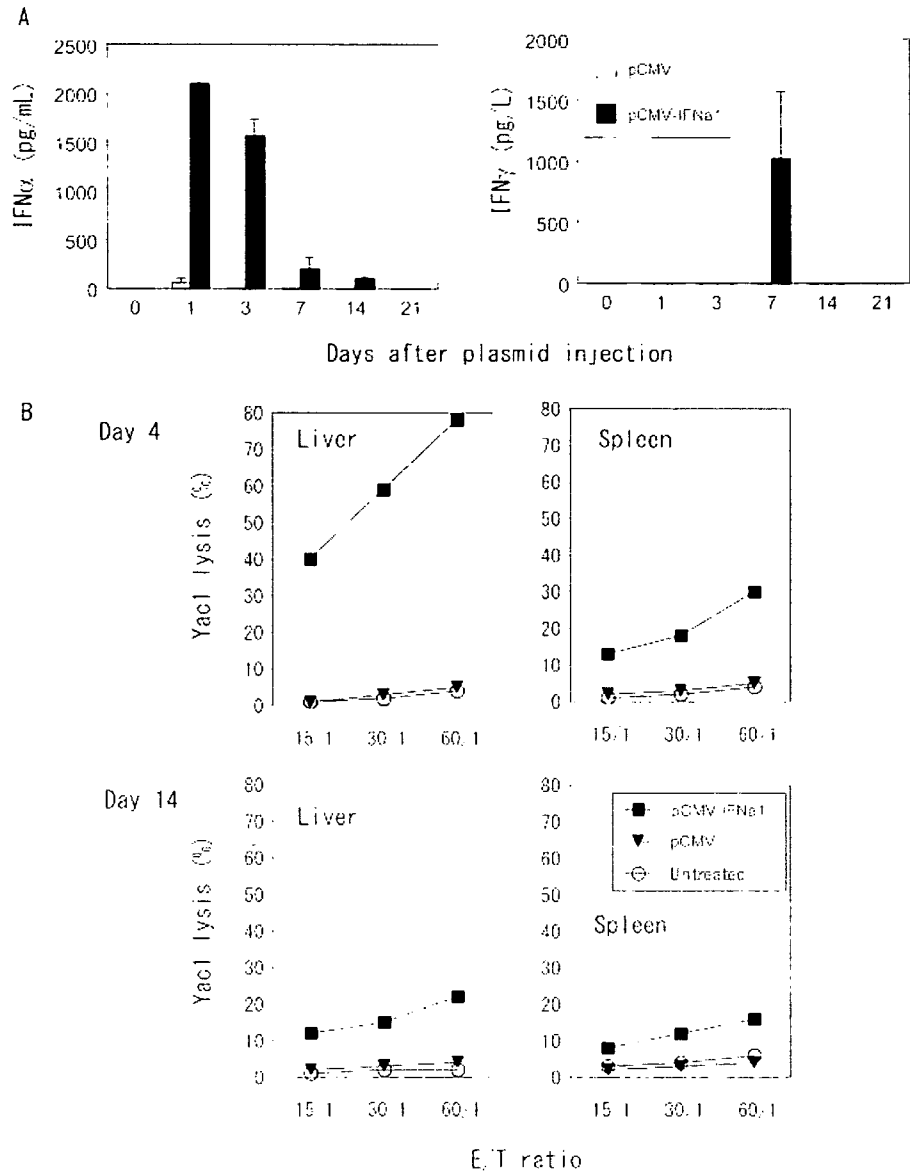 A
IFNα (pg/mL)
2500
2000
1500
1000
500
0
0 1 3 7 14 21
IFNγ (pg/L)
2000
1500
1000
500
0
pCMV
pCMV-IFNa1
0 1 3 7 14 21
Days after plasmid injection
B
Day 4
Yac1 lysis (%)
Liver
80
70
60
50
40
30
20
10
0
15 1 30 1 60/1
Spleen
80
70
60
50
40
30
20
10
0
15/1 30/1 60/1
Day 14
Yac1 lysis (%)
Liver
80
70
60
50
40
30
20
10
0
15 1 30 1 60/1
pCMV-IFNa1
pCMV
Untreated
Spleen
80
70
60
50
40
30
20
10
0
15 1 30 1 60/1
E/T ratio